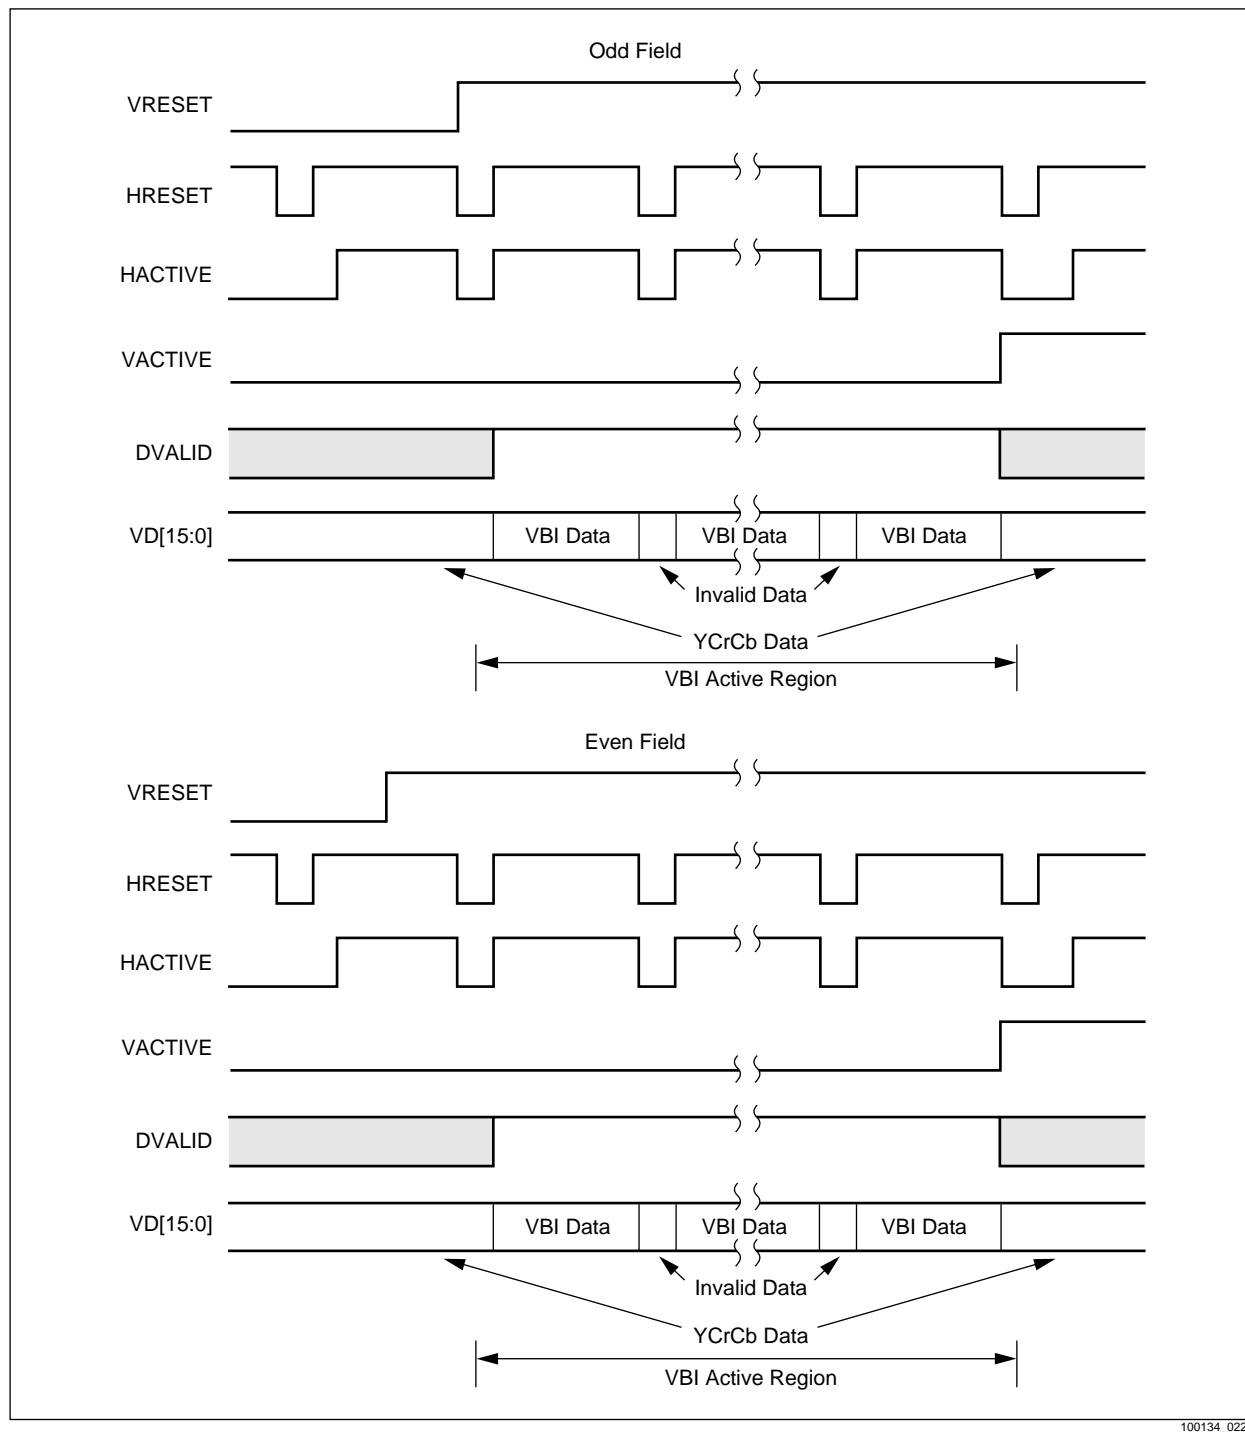 Odd Field
VRESET
HRESET
HACTIVE
VACTIVE
DVALID
VD[15:0]
VBI Data VBI Data VBI Data
Invalid Data
YCrCb Data
VBI Active Region
Even Field
VRESET
HRESET
HACTIVE
VACTIVE
DVALID
VD[15:0]
VBI Data VBI Data VBI Data
Invalid Data
YCrCb Data
VBI Active Region
100134_022